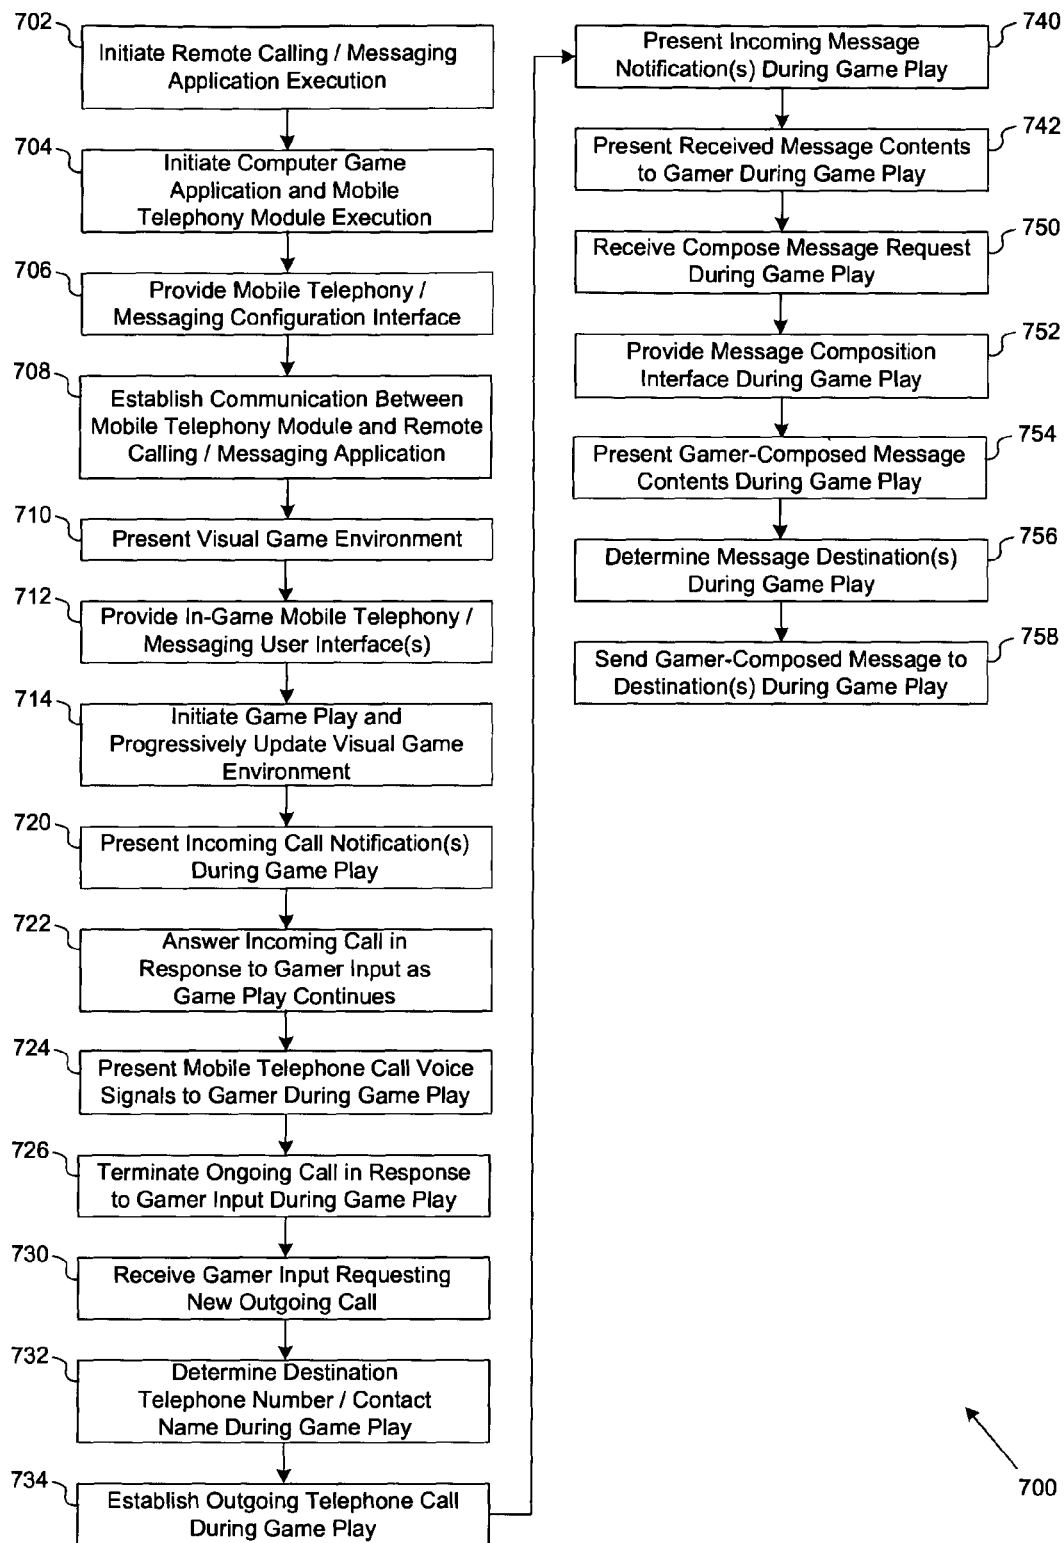 702
Initiate Remote Calling / Messaging
Application Execution
704
Initiate Computer Game
Application and Mobile
Telephony Module Execution
706
Provide Mobile Telephony /
Messaging Configuration Interface
708
Establish Communication Between
Mobile Telephony Module and Remote
Calling / Messaging Application
710
Present Visual Game Environment
712
Provide In-Game Mobile Telephony /
Messaging User Interface(s)
714
Initiate Game Play and
Progressively Update Visual Game
Environment
720
Present Incoming Call Notification(s)
During Game Play
722
Answer Incoming Call in
Response to Gamer Input as
Game Play Continues
724
Present Mobile Telephone Call Voice
Signals to Gamer During Game Play
726
Terminate Ongoing Call in Response
to Gamer Input During Game Play
730
Receive Gamer Input Requesting
New Outgoing Call
732
Determine Destination
Telephone Number / Contact
Name During Game Play
734
Establish Outgoing Telephone Call
During Game Play
740
Present Incoming Message
Notification(s) During Game Play
742
Present Received Message Contents
to Gamer During Game Play
750
Receive Compose Message Request
During Game Play
752
Provide Message Composition
Interface During Game Play
754
Present Gamer-Composed Message
Contents During Game Play
756
Determine Message Destination(s)
During Game Play
758
Send Gamer-Composed Message to
Destination(s) During Game Play
700